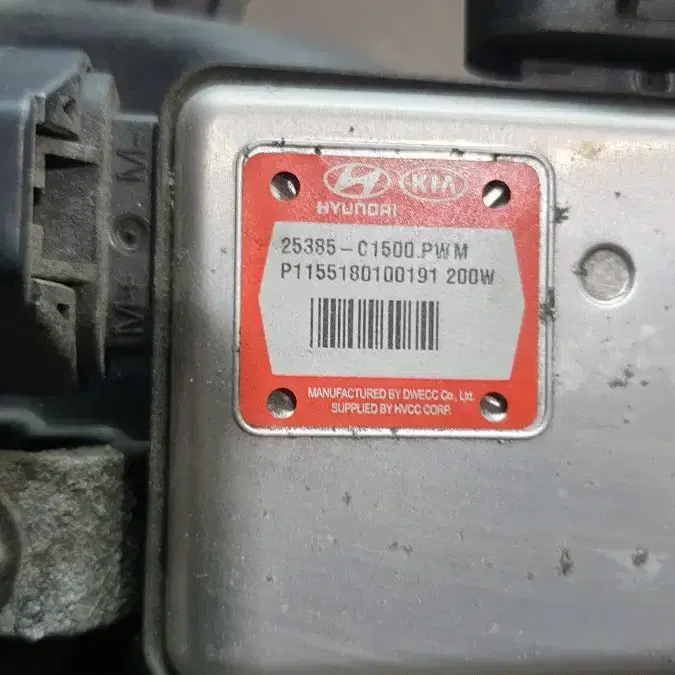 KIA
HYUNDAI
25385-C1500.PWM
P1155180100191 200W
MANUFACTURED BY DWECC Co., Ltd.
SUPPLIED BY HVCC CORP.
M-
M+